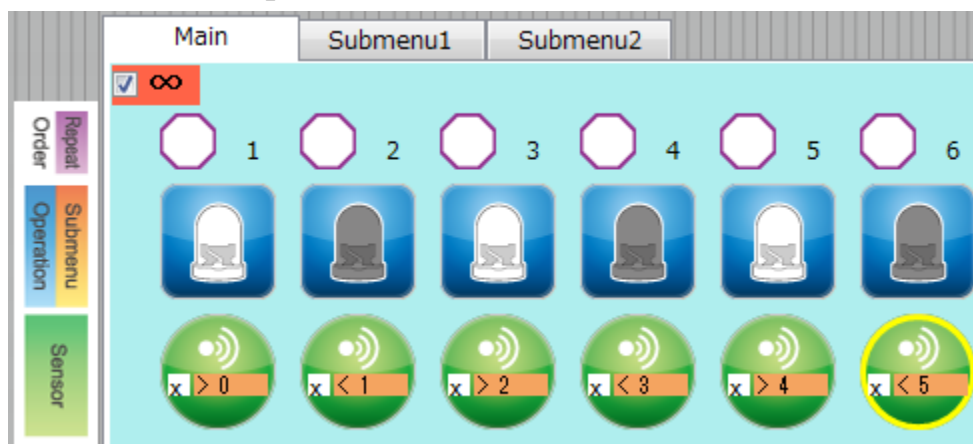 Main Submenu1 Submenu2
∞
Repeat
Order
1 2 3 4 5 6
Submenu
Operation
Sensor
x > 0 x < 1 x > 2 x < 3 x > 4 x < 5